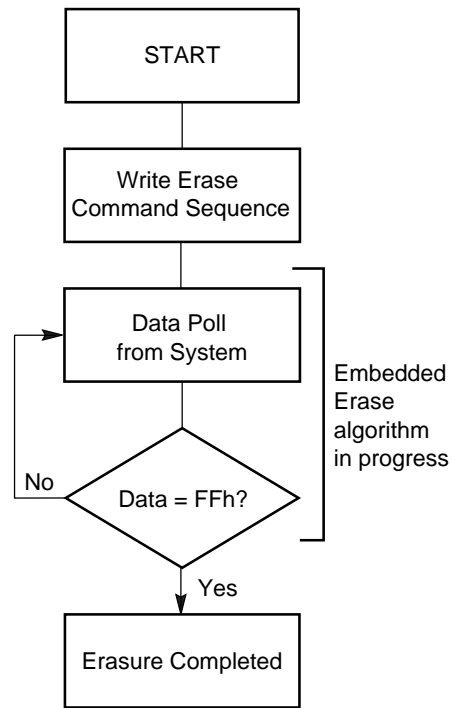 START
Write Erase
Command Sequence
Data Poll
from System
Embedded
Erase
algorithm
in progress
No
Data = FFh?
Yes
Erasure Completed